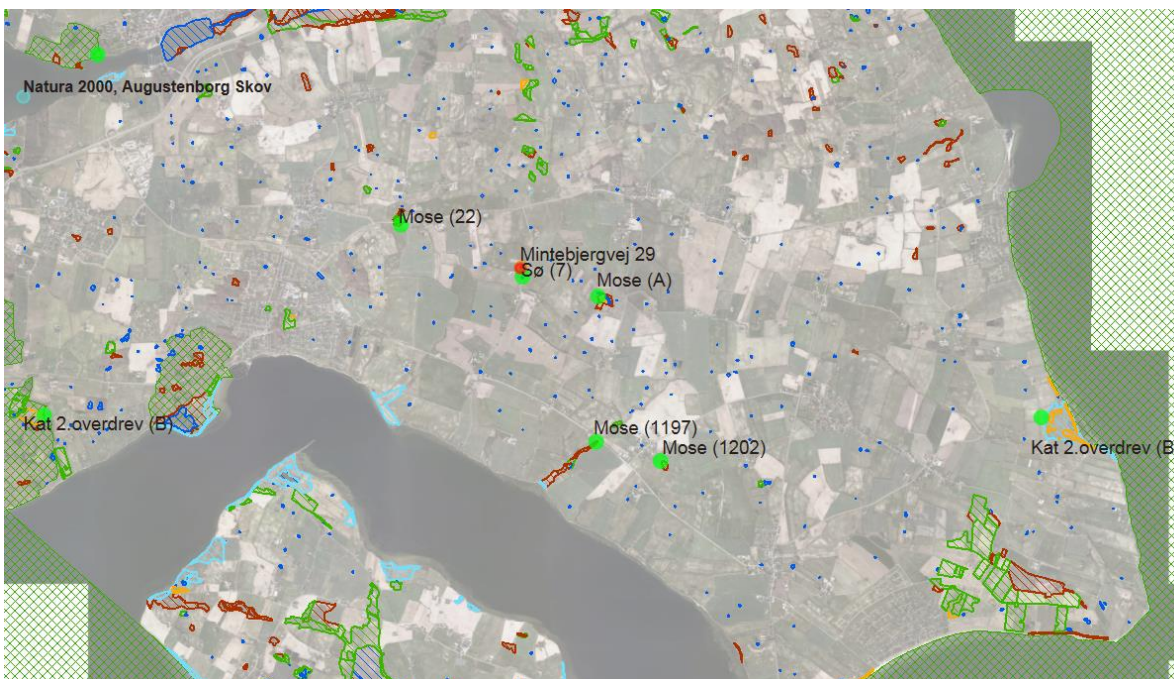 Natura 2000, Augustenborg Skov
Mose (22)
Mintebjergvej 29
Sø (7)
Mose (A)
Kat 2.overdrev (B)
Kat 2.overdrev (B
Mose (1197)
Mose (1202)